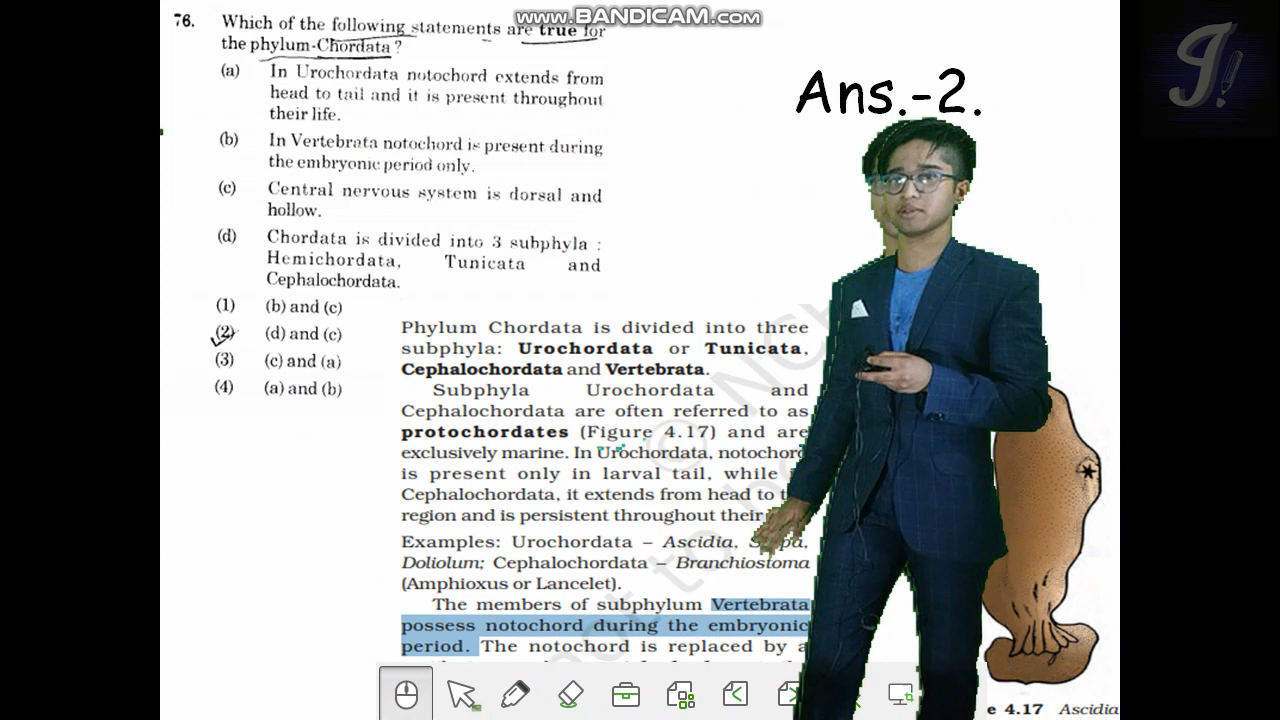 www.BANDICAM.com
76. Which of the following statements are true for
the phylum-Chordata ?
(a) In Urochordata notochord extends from
head to tail and it is present throughout
their life.
(b) In Vertebrata notochord is present during
the embryonic period only.
(c) Central nervous system is dorsal and
hollow.
(d) Chordata is divided into 3 subphyla :
Hemichordata, Tunicata and
Cephalochordata.
(1) (b) and (c)
(2) (d) and (c)
(3) (c) and (a)
(4) (a) and (b)
Ans.-2.
Phylum Chordata is divided into three
subphyla: Urochordata or Tunicata,
Cephalochordata and Vertebrata.
Subphyla Urochordata and
Cephalochordata are often referred to as
protochordates (Figure 4.17) and are
exclusively marine. In Urochordata, notochord
is present only in larval tail, while
Cephalochordata, it extends from head to
region and is persistent throughout their
Examples: Urochordata – Ascidia,
Doliolum; Cephalochordata – Branchiostoma
(Amphioxus or Lancelet).
The members of subphylum Vertebrata
possess notochord during the embryonic
period. The notochord is replaced by a
e 4.17 Ascidia